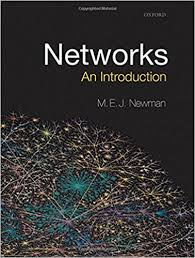 OXFORD
Networks
An Introduction
M. E. J. Newman